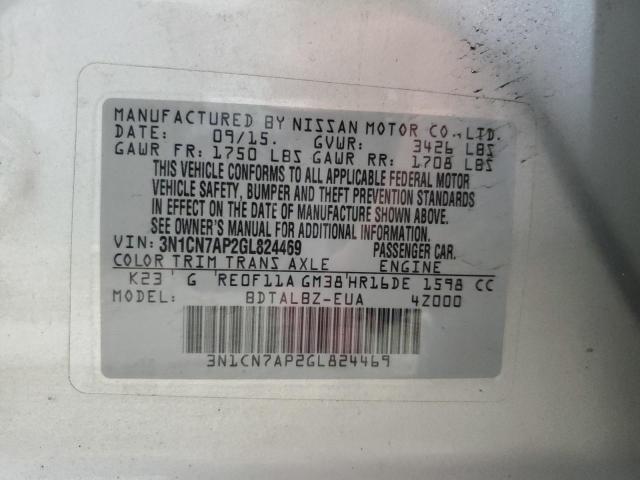 MANUFACTURED BY NISSAN MOTOR CO., LTD.
DATE: 09/15. GVWR: 3426 LBS
GAWR FR: 1750 LBS GAWR RR: 1708 LBS
THIS VEHICLE CONFORMS TO ALL APPLICABLE FEDERAL MOTOR
VEHICLE SAFETY, BUMPER AND THEFT PREVENTION STANDARDS
IN EFFECT ON THE DATE OF MANUFACTURE SHOWN ABOVE.
SEE OWNER'S MANUAL FOR ADDITIONAL INFORMATION.
VIN: 3N1CN7AP2GL824469 PASSENGER CAR.
COLOR TRIM TRANS AXLE ENGINE
K23 G RE0F11A GM38 HR16DE 1598 CC
MODEL: BDTALBZ-EUA 4Z000
3N1CN7AP2GL824469